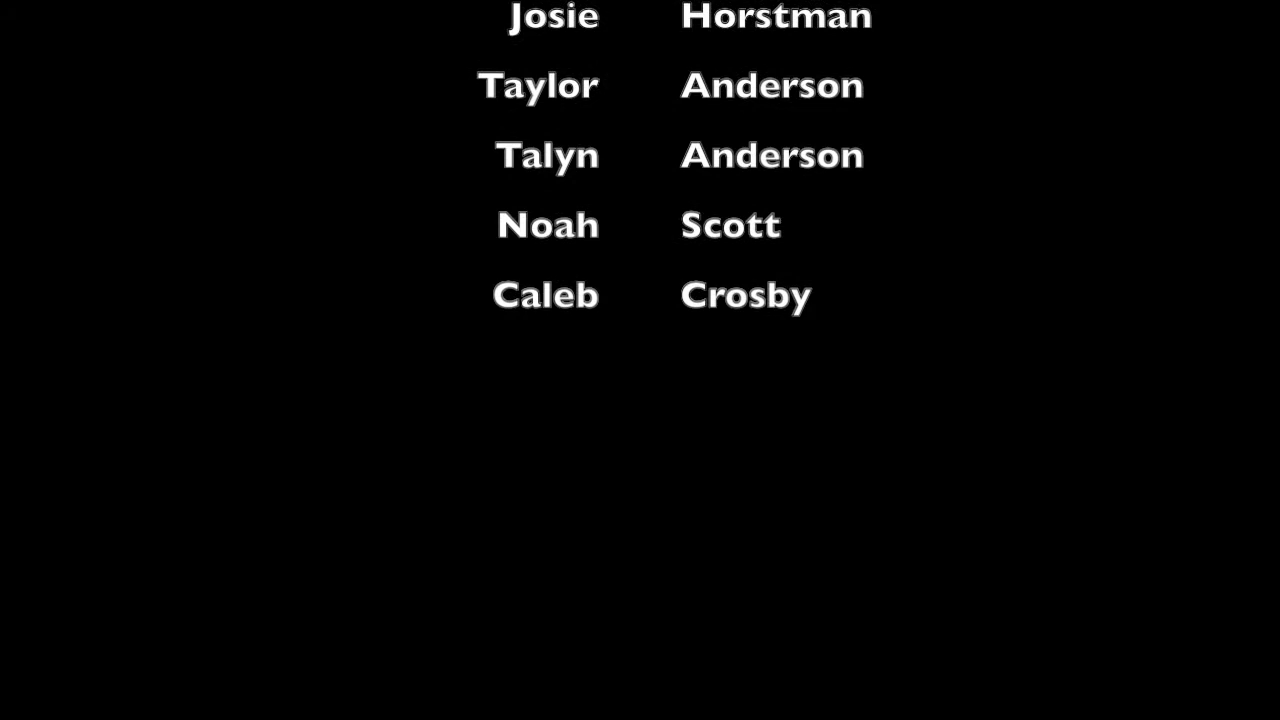 Josie Horstman
Taylor Anderson
Talyn Anderson
Noah Scott
Caleb Crosby